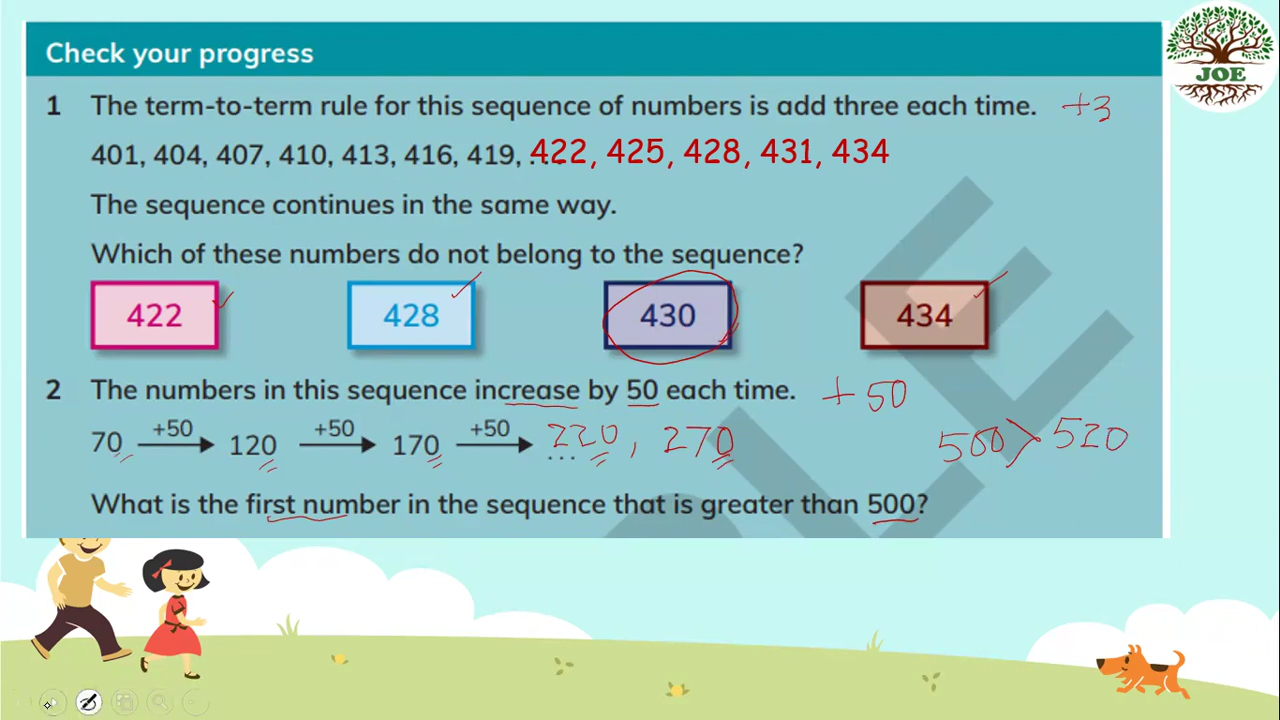 Check your progress
JOE
1 The term-to-term rule for this sequence of numbers is add three each time. +3
401, 404, 407, 410, 413, 416, 419, ... 422, 425, 428, 431, 434
The sequence continues in the same way.
Which of these numbers do not belong to the sequence?
422 428 430 434
2 The numbers in this sequence increase by 50 each time. +50
70 +50 120 +50 170 +50 ... 220, 270 500 > 520
What is the first number in the sequence that is greater than 500?